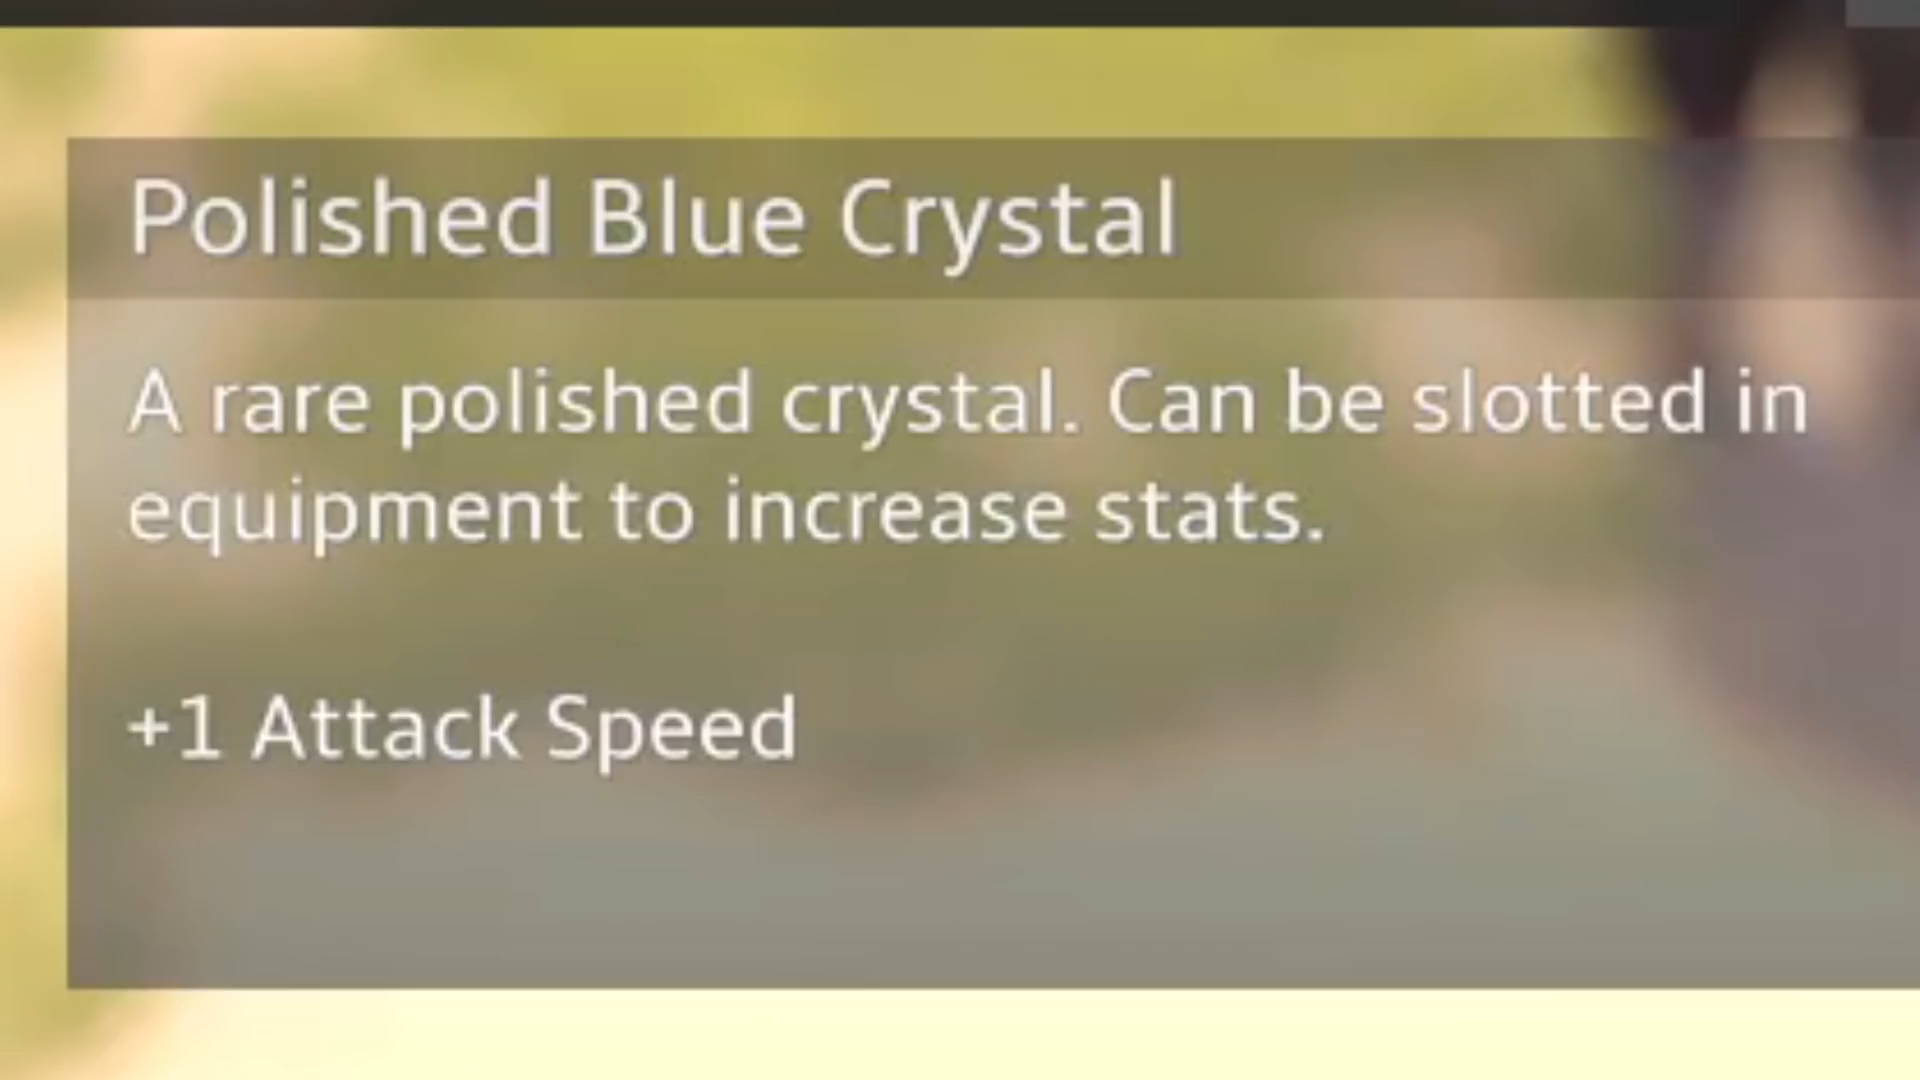 Polished Blue Crystal
A rare polished crystal. Can be slotted in
equipment to increase stats.
+1 Attack Speed